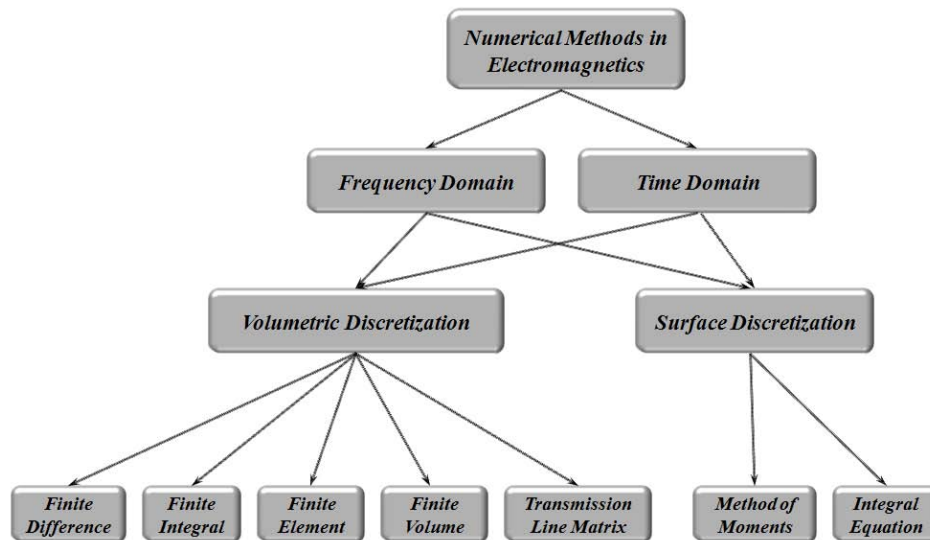 Numerical Methods in
Electromagnetics
Frequency Domain
Time Domain
Volumetric Discretization
Surface Discretization
Finite
Difference
Finite
Integral
Finite
Element
Finite
Volume
Transmission
Line Matrix
Method of
Moments
Integral
Equation